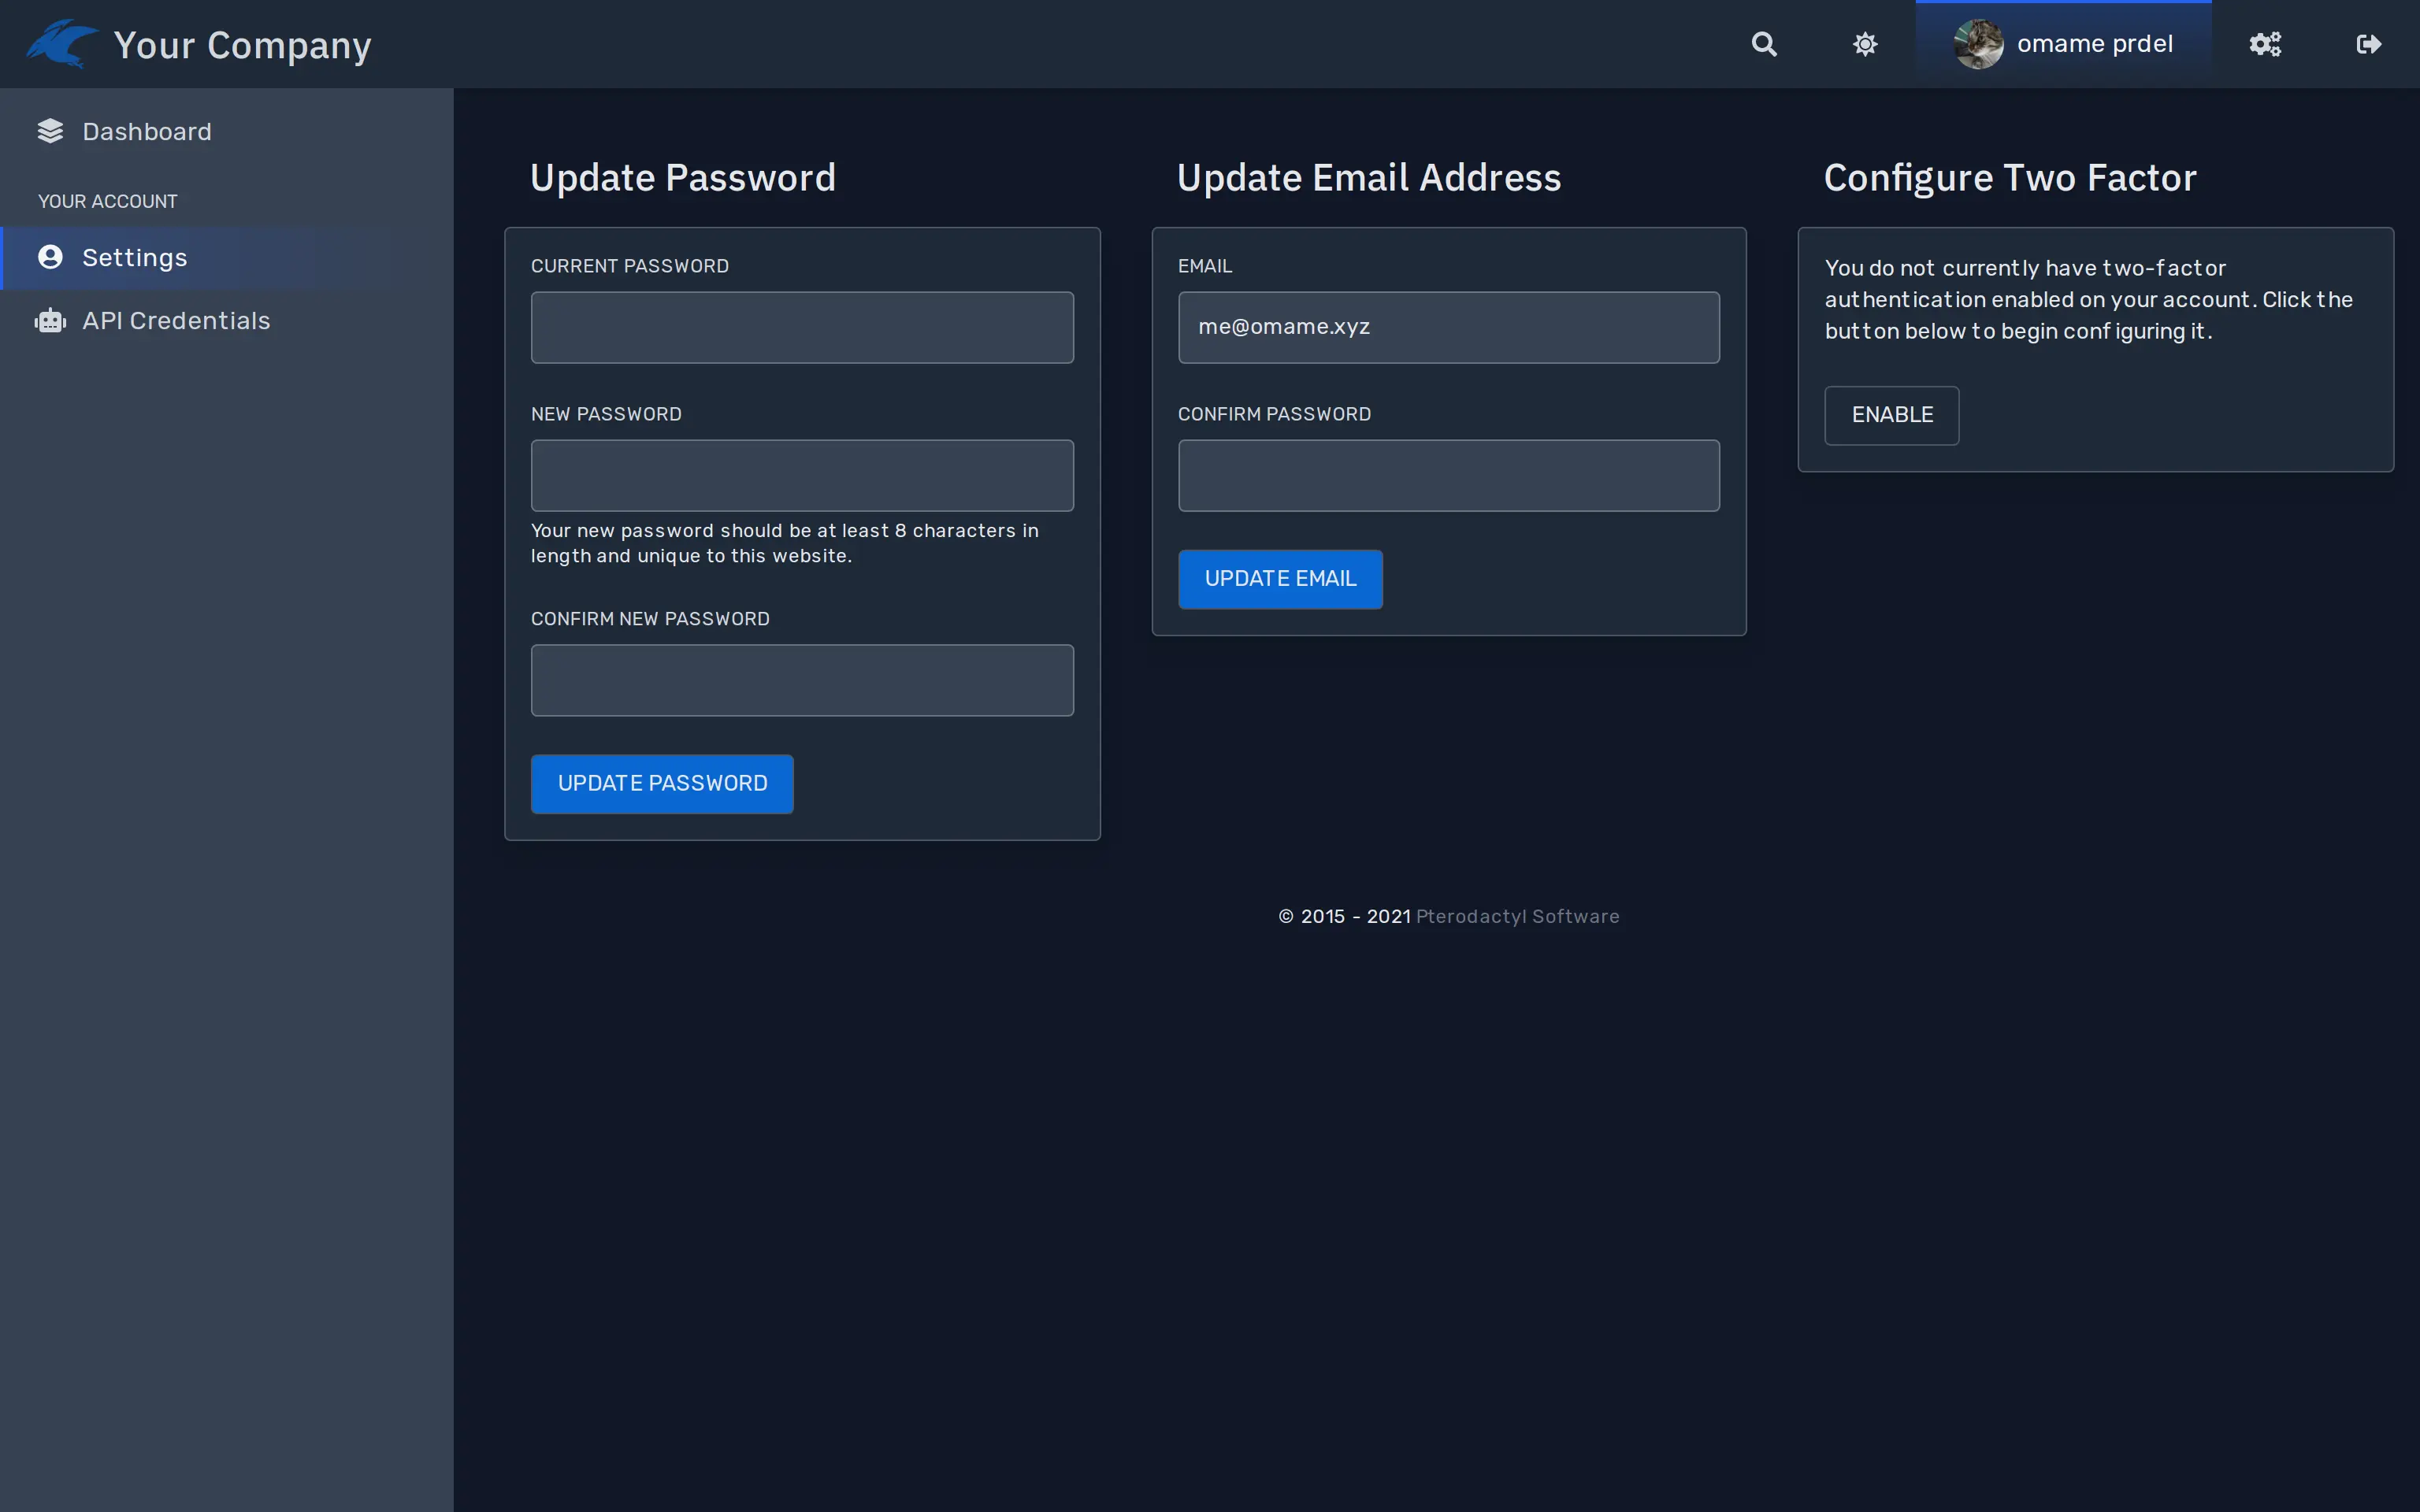 Your Company
omame prdel
Dashboard
YOUR ACCOUNT
Settings
API Credentials
Update Password
CURRENT PASSWORD
NEW PASSWORD
Your new password should be at least 8 characters in
length and unique to this website.
CONFIRM NEW PASSWORD
UPDATE PASSWORD
Update Email Address
EMAIL
me@omame.xyz
CONFIRM PASSWORD
UPDATE EMAIL
Configure Two Factor
You do not currently have two-factor
authentication enabled on your account. Click the
button below to begin configuring it.
ENABLE
© 2015 - 2021 Pterodactyl Software